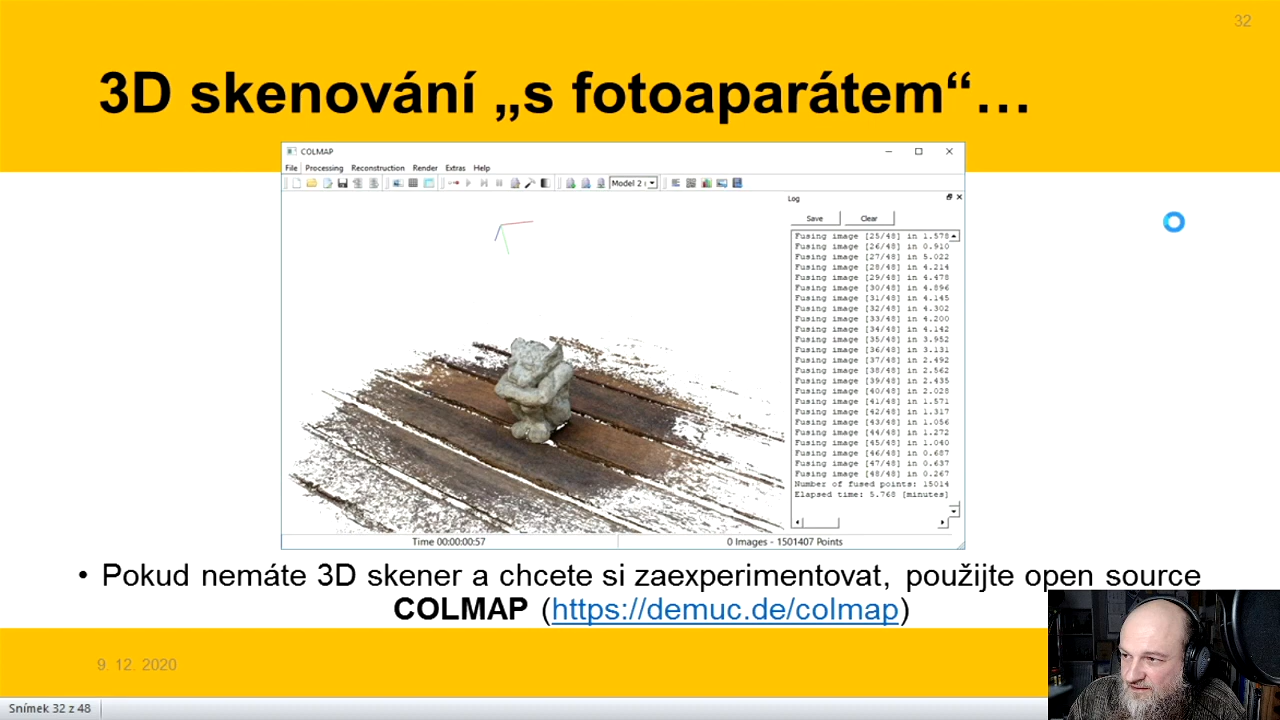 32
3D skenování „s fotoaparátem“…
COLMAP
File Processing Reconstruction Render Extras Help
Model 2
Log
Save Clear
Fusing image [25/48] in 1.578
Fusing image [26/48] in 0.910
Fusing image [27/48] in 5.022
Fusing image [28/48] in 4.214
Fusing image [29/48] in 4.478
Fusing image [30/48] in 4.896
Fusing image [31/48] in 4.145
Fusing image [32/48] in 4.302
Fusing image [33/48] in 4.200
Fusing image [34/48] in 4.142
Fusing image [35/48] in 3.952
Fusing image [36/48] in 3.131
Fusing image [37/48] in 2.492
Fusing image [38/48] in 2.562
Fusing image [39/48] in 2.435
Fusing image [40/48] in 2.028
Fusing image [41/48] in 1.571
Fusing image [42/48] in 1.317
Fusing image [43/48] in 1.056
Fusing image [44/48] in 1.272
Fusing image [45/48] in 1.040
Fusing image [46/48] in 0.687
Fusing image [47/48] in 0.637
Fusing image [48/48] in 0.267
Number of fused points: 15014
Elapsed time: 5.768 [minutes]
Time 00:00:00:57
0 Images - 1501407 Points
• Pokud nemáte 3D skener a chcete si zaexperimentovat, použijte open source
COLMAP (https://demuc.de/colmap)
9. 12. 2020
Snímek 32 z 48